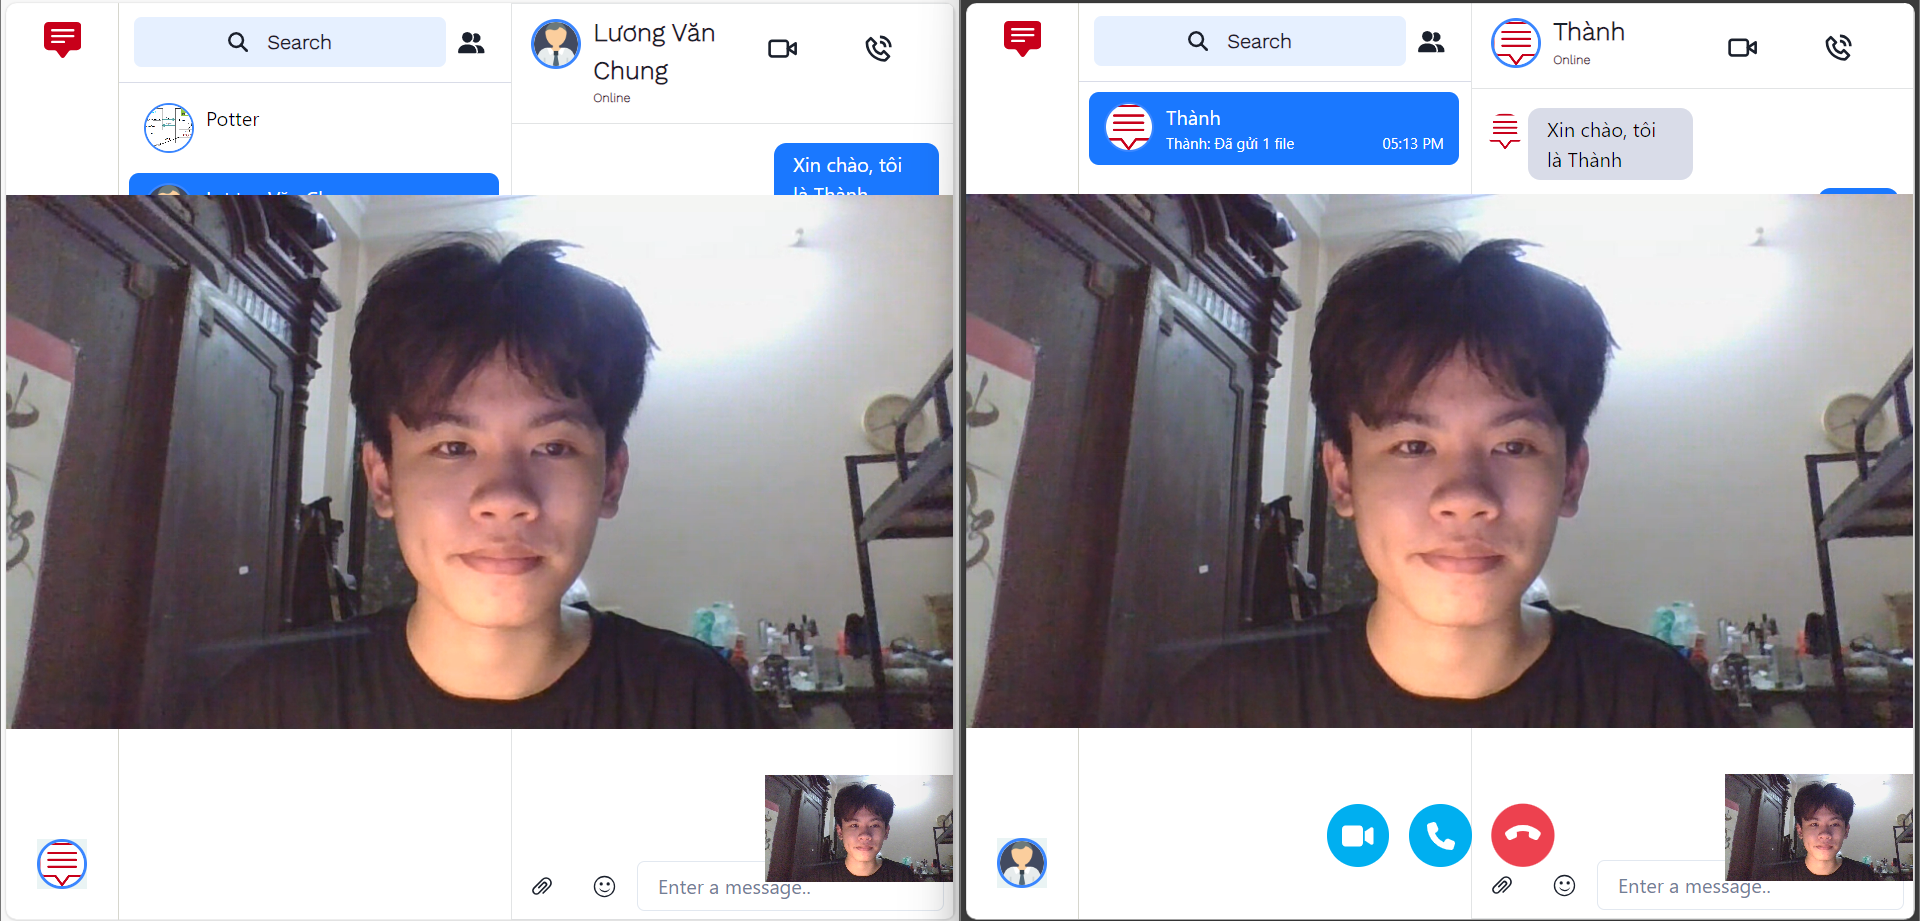 Search
Potter
Lương Văn
Chung
Online
Xin chào, tôi
là Thành
Enter a message..
Search
Thành
Thành: Đã gửi 1 file
05:13 PM
Thành
Online
Xin chào, tôi
là Thành
Enter a message..